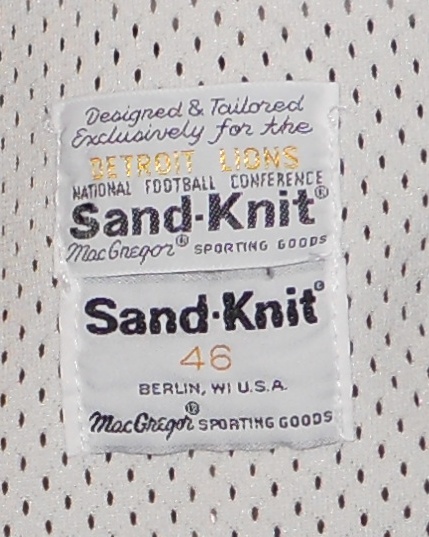 Designed & Tailored
Exclusively for the
DETROIT LIONS
NATIONAL FOOTBALL CONFERENCE
Sand-Knit®
MacGregor® SPORTING GOODS
Sand-Knit®
46
BERLIN, WI U.S.A.
MacGregor® SPORTING GOODS